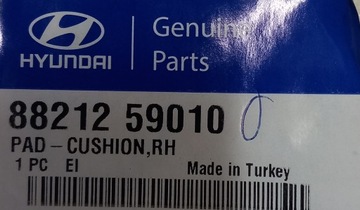 HYUNDAI
Genuine
Parts
88212 59010
PAD-CUSHION,RH
1 PC EI
Made in Turkey